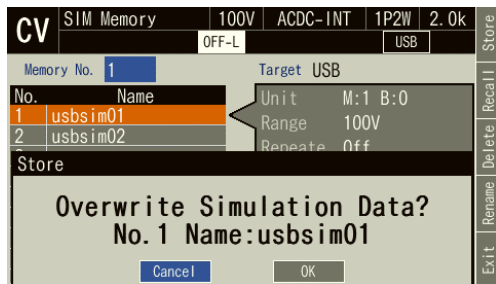 CV SIM Memory 100V ACDC-INT 1P2W 2.0k
OFF-L USB
Memory No. 1 Target USB
No. Name
1 usbsim01
2 usbsim02
Unit M:1 B:0
Range 100V
Repeate Off
Store
Overwrite Simulation Data?
No.1 Name:usbsim01
Cancel OK
Store
Recall
Delete
Rename
Exit